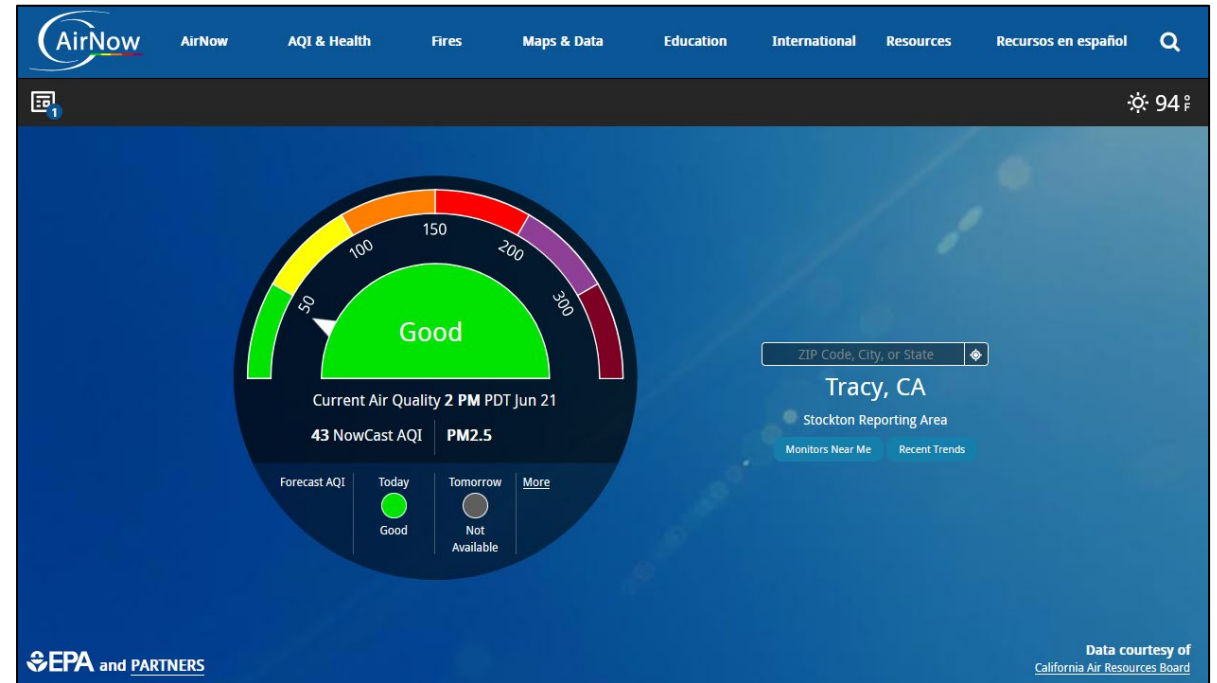 AirNow
AirNow AQI & Health Fires Maps & Data Education International Resources Recursos en español
1
94 °F
50
100
150
200
300
Good
Current Air Quality 2 PM PDT Jun 21
43 NowCast AQI PM2.5
Forecast AQI Today Tomorrow More
Good Not
Available
ZIP Code, City, or State
Tracy, CA
Stockton Reporting Area
Monitors Near Me Recent Trends
EPA and PARTNERS
Data courtesy of
California Air Resources Board